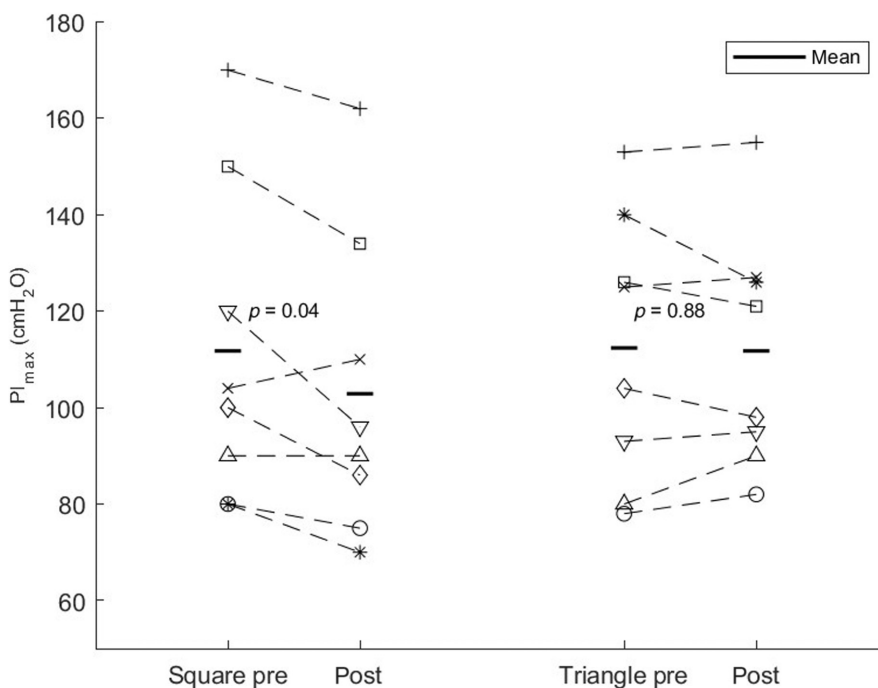 180
160
140
120
100
80
60
PImax (cmH2O)
Mean
p = 0.04
p = 0.88
Square pre
Post
Triangle pre
Post